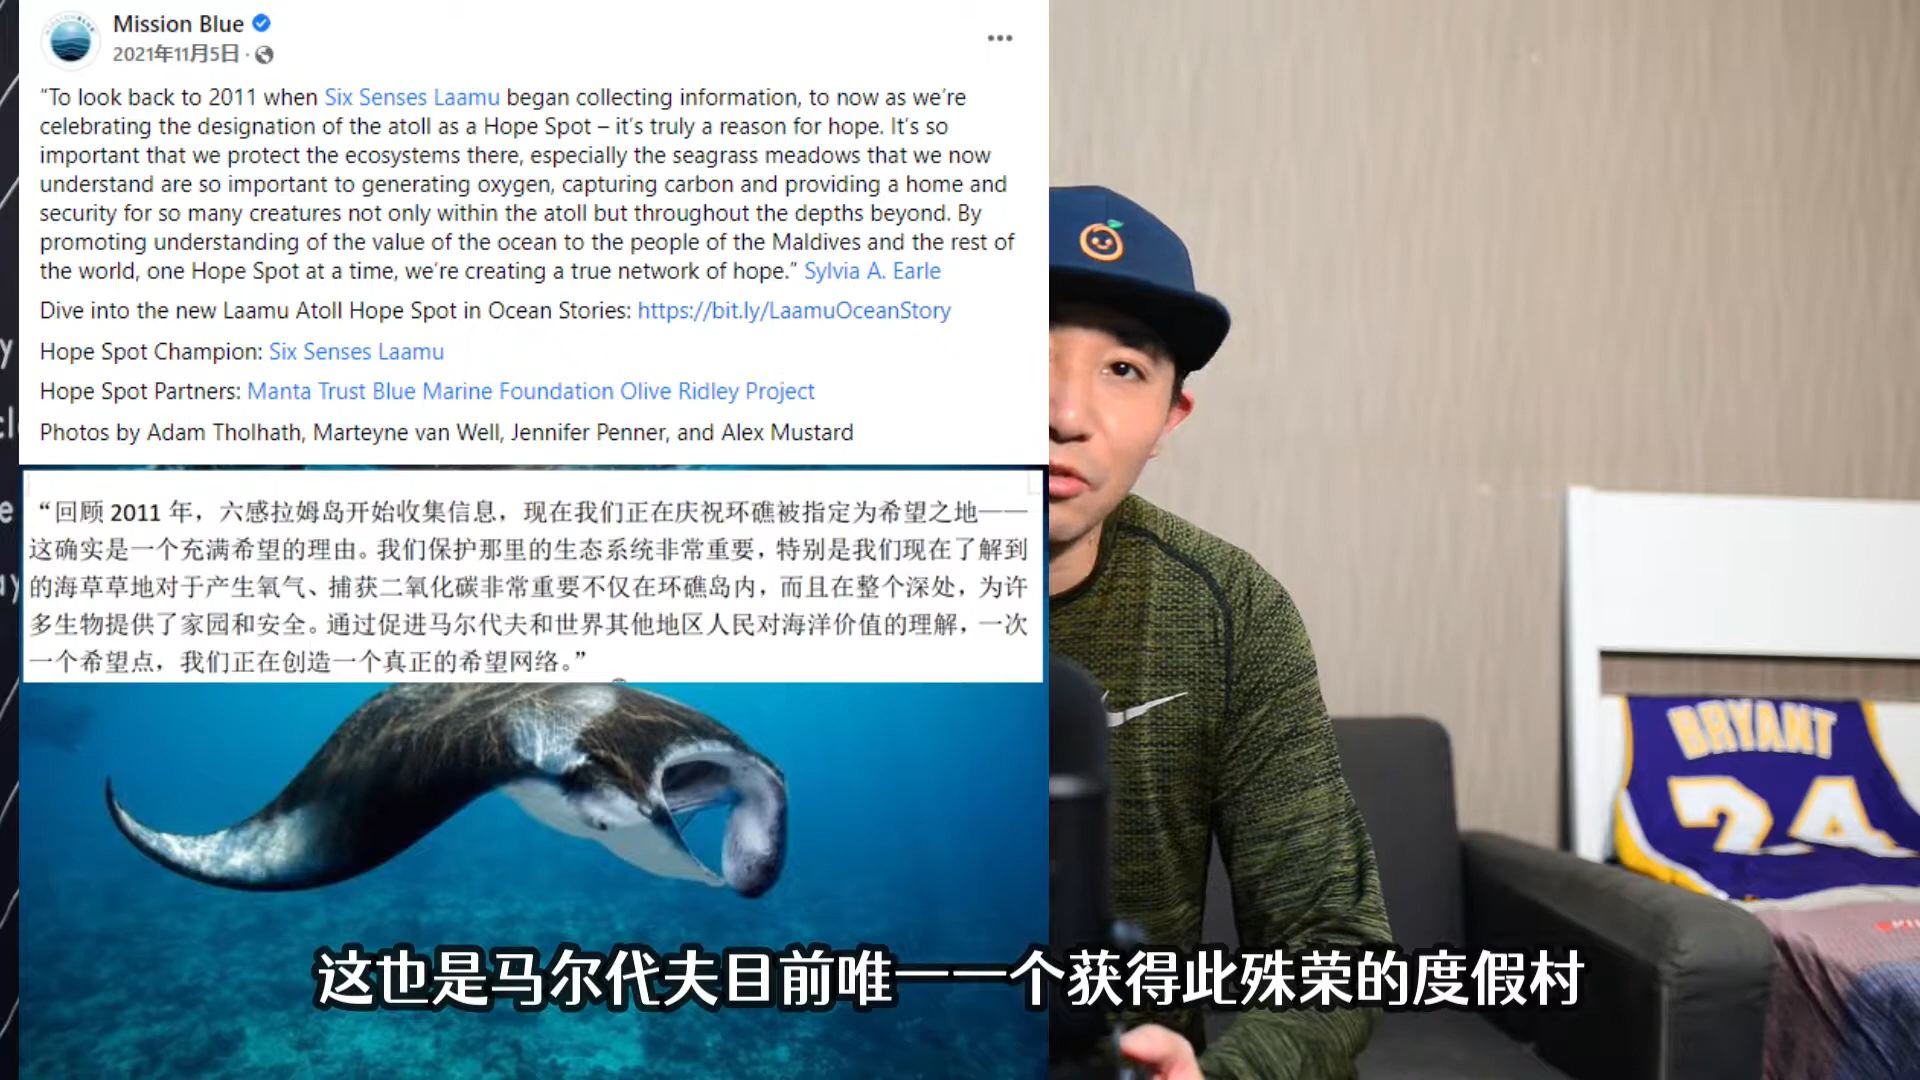 Mission Blue
2021年11月5日 ·
“To look back to 2011 when Six Senses Laamu began collecting information, to now as we’re
celebrating the designation of the atoll as a Hope Spot – it’s truly a reason for hope. It’s so
important that we protect the ecosystems there, especially the seagrass meadows that we now
understand are so important to generating oxygen, capturing carbon and providing a home and
security for so many creatures not only within the atoll but throughout the depths beyond. By
promoting understanding of the value of the ocean to the people of the Maldives and the rest of
the world, one Hope Spot at a time, we’re creating a true network of hope.” Sylvia A. Earle
Dive into the new Laamu Atoll Hope Spot in Ocean Stories: https://bit.ly/LaamuOceanStory
Hope Spot Champion: Six Senses Laamu
Hope Spot Partners: Manta Trust Blue Marine Foundation Olive Ridley Project
Photos by Adam Tholhath, Marteyne van Well, Jennifer Penner, and Alex Mustard
“回顾 2011 年，六感拉姆岛开始收集信息，现在我们正在庆祝环礁被指定为希望之地——
这确实是一个充满希望的理由。我们保护那里的生态系统非常重要，特别是我们现在了解到
的海草草地对于产生氧气、捕获二氧化碳非常重要不仅在环礁岛内，而且在整个深处，为许
多生物提供了家园和安全。通过促进马尔代夫和世界其他地区人民对海洋价值的理解，一次
一个希望点，我们正在创造一个真正的希望网络。”
BRYANT
24
这也是马尔代夫目前唯一一个获得此殊荣的度假村